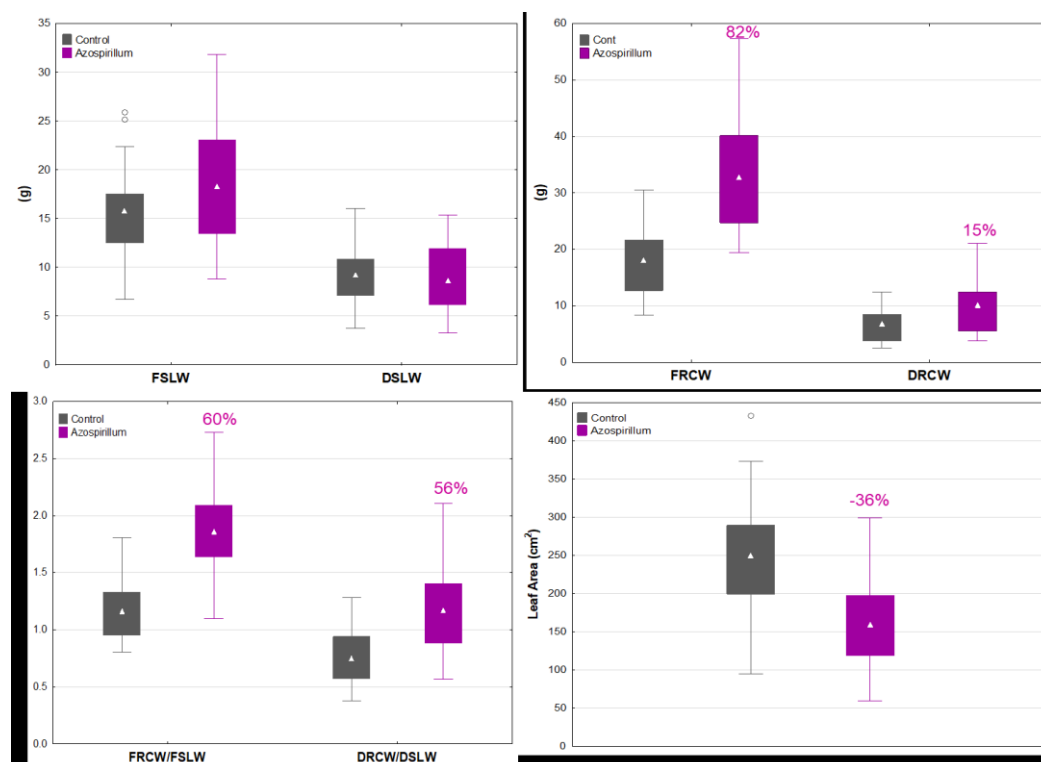 35
30
25
20
15
10
5
0
(g)
Control
Azospirillum
FSLW DSLW
60
50
40
30
20
10
0
(g)
Cont
Azospirillum
82%
15%
FRCW DRCW
3.0
2.5
2.0
1.5
1.0
0.5
0.0
Control
Azospirillum
60%
56%
FRCW/FSLW DRCW/DSLW
450
400
350
300
250
200
150
100
50
0
Leaf Area (cm²)
Control
Azospirillum
-36%